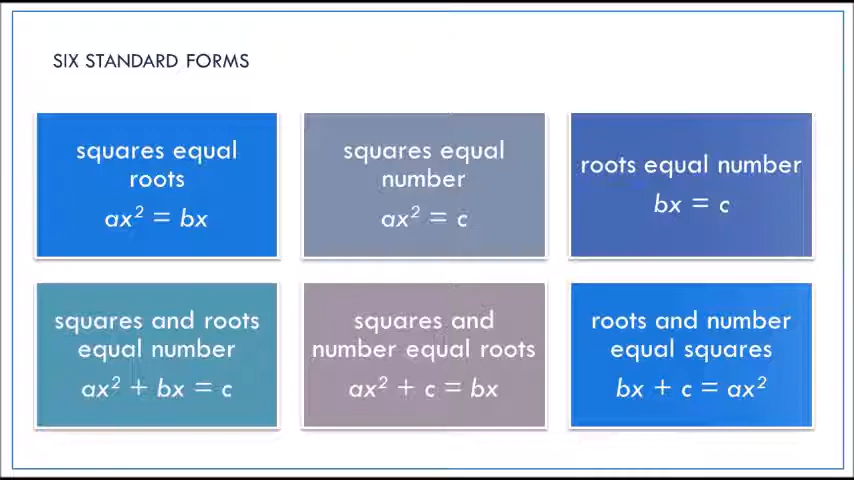 SIX STANDARD FORMS
squares equal
roots
ax² = bx
squares equal
number
ax² = c
roots equal number
bx = c
squares and roots
equal number
ax² + bx = c
squares and
number equal roots
ax² + c = bx
roots and number
equal squares
bx + c = ax²